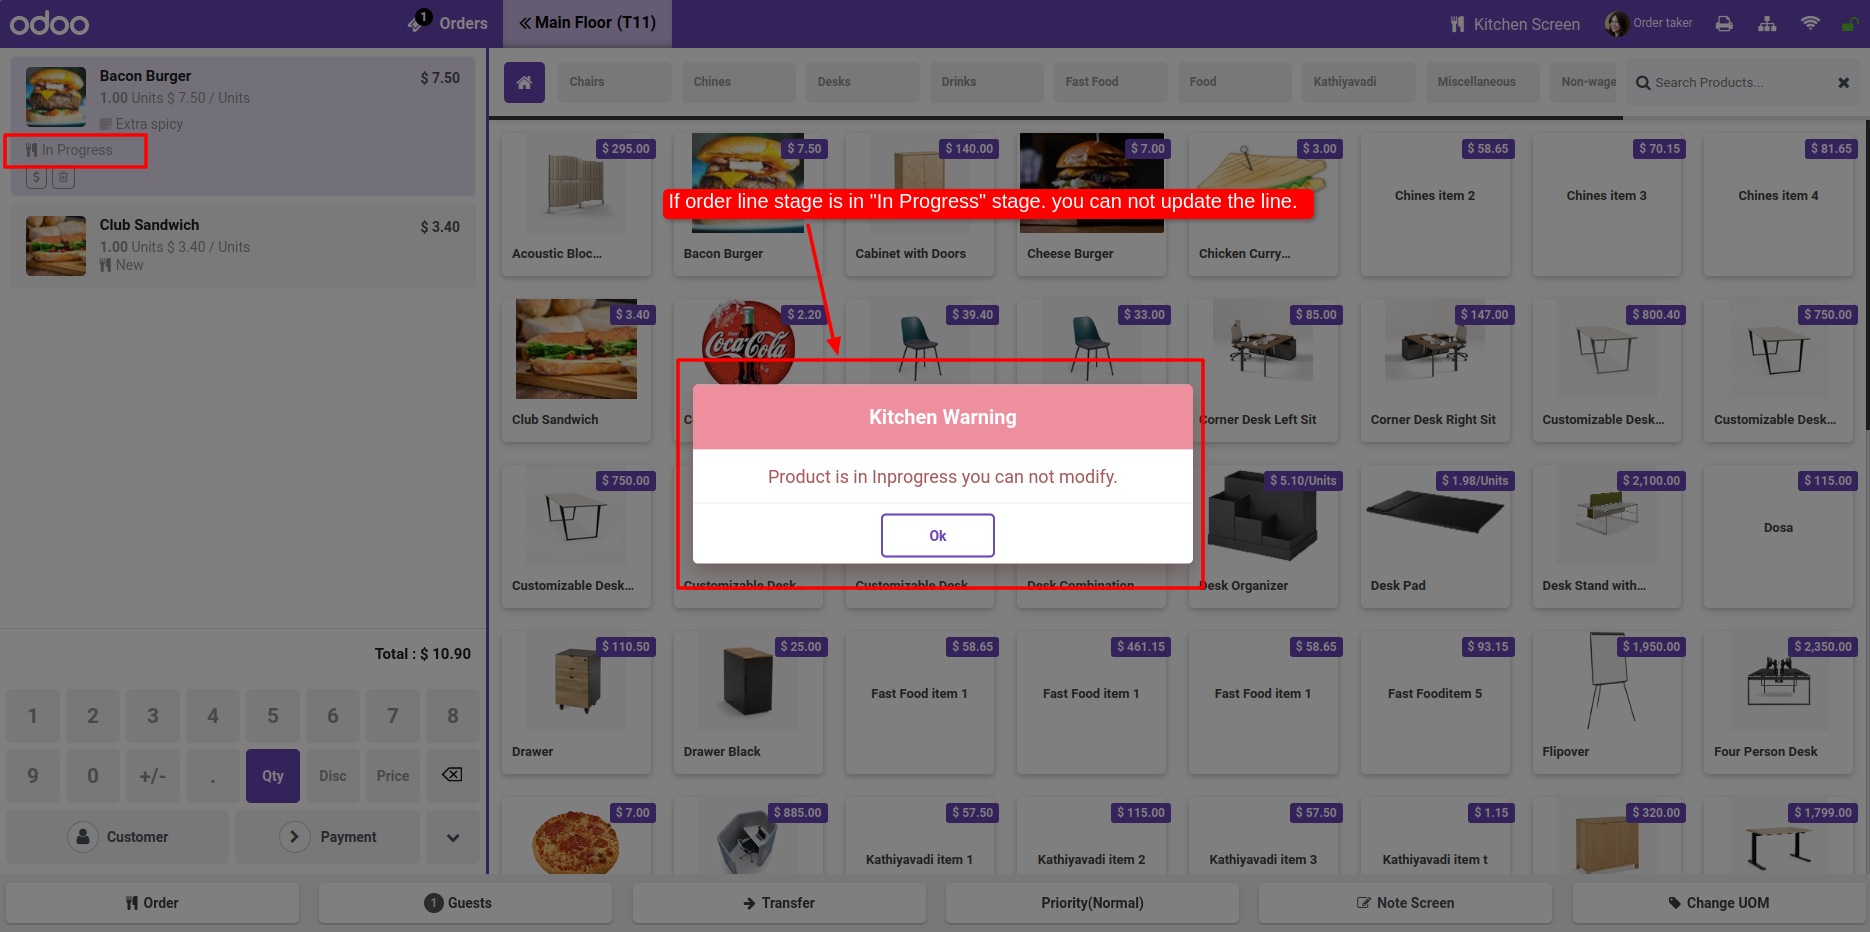 odoo
1
Orders
Main Floor (T11)
Kitchen Screen
Order taker
Bacon Burger
$ 7.50
1.00 Units $ 7.50 / Units
Extra spicy
In Progress
$
Club Sandwich
$ 3.40
1.00 Units $ 3.40 / Units
New
Chairs
Chines
Desks
Drinks
Fast Food
Food
Kathiyavadi
Miscellaneous
Non-wage
Search Products...
$ 295.00
Acoustic Bloc...
$ 7.50
Bacon Burger
$ 140.00
Cabinet with Doors
$ 7.00
Cheese Burger
$ 3.00
Chicken Curry...
$ 58.65
Chines item 2
$ 70.15
Chines item 3
$ 81.65
Chines item 4
If order line stage is in "In Progress" stage. you can not update the line.
$ 3.40
Club Sandwich
$ 2.20
Coca-Cola
C
$ 39.40
$ 33.00
$ 85.00
Corner Desk Left Sit
$ 147.00
Corner Desk Right Sit
$ 800.40
Customizable Desk...
$ 750.00
Customizable Desk...
Kitchen Warning
Product is in Inprogress you can not modify.
Ok
$ 750.00
Customizable Desk...
Customizable Desk...
Customizable Desk...
Desk Combination
$ 5.10/Units
Desk Organizer
$ 1.98/Units
Desk Pad
$ 2,100.00
Desk Stand with...
$ 115.00
Dosa
$ 110.50
Drawer
$ 25.00
Drawer Black
$ 58.65
Fast Food item 1
$ 461.15
Fast Food item 1
$ 58.65
Fast Food item 1
$ 93.15
Fast Fooditem 5
$ 1,950.00
Flipover
$ 2,350.00
Four Person Desk
$ 7.00
$ 885.00
$ 57.50
Kathiyavadi item 1
$ 115.00
Kathiyavadi item 2
$ 57.50
Kathiyavadi item 3
$ 1.15
Kathiyavadi item t
$ 320.00
$ 1,799.00
Total : $ 10.90
1 2 3 4 5 6 7 8
9 0 +/- . Qty Disc Price
Customer
Payment
Order
1 Guests
Transfer
Priority(Normal)
Note Screen
Change UOM